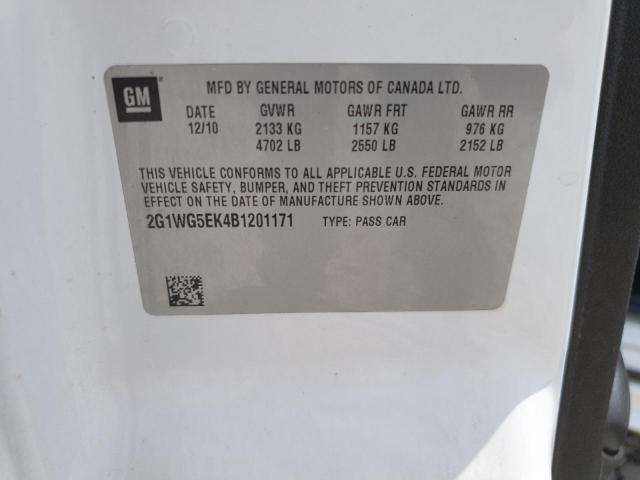 GM
MFD BY GENERAL MOTORS OF CANADA LTD.
DATE GVWR GAWR FRT GAWR RR
12/10 2133 KG 1157 KG 976 KG
4702 LB 2550 LB 2152 LB
THIS VEHICLE CONFORMS TO ALL APPLICABLE U.S. FEDERAL MOTOR
VEHICLE SAFETY, BUMPER, AND THEFT PREVENTION STANDARDS IN
EFFECT ON THE DATE OF MANUFACTURE SHOWN ABOVE.
2G1WG5EK4B1201171 TYPE: PASS CAR